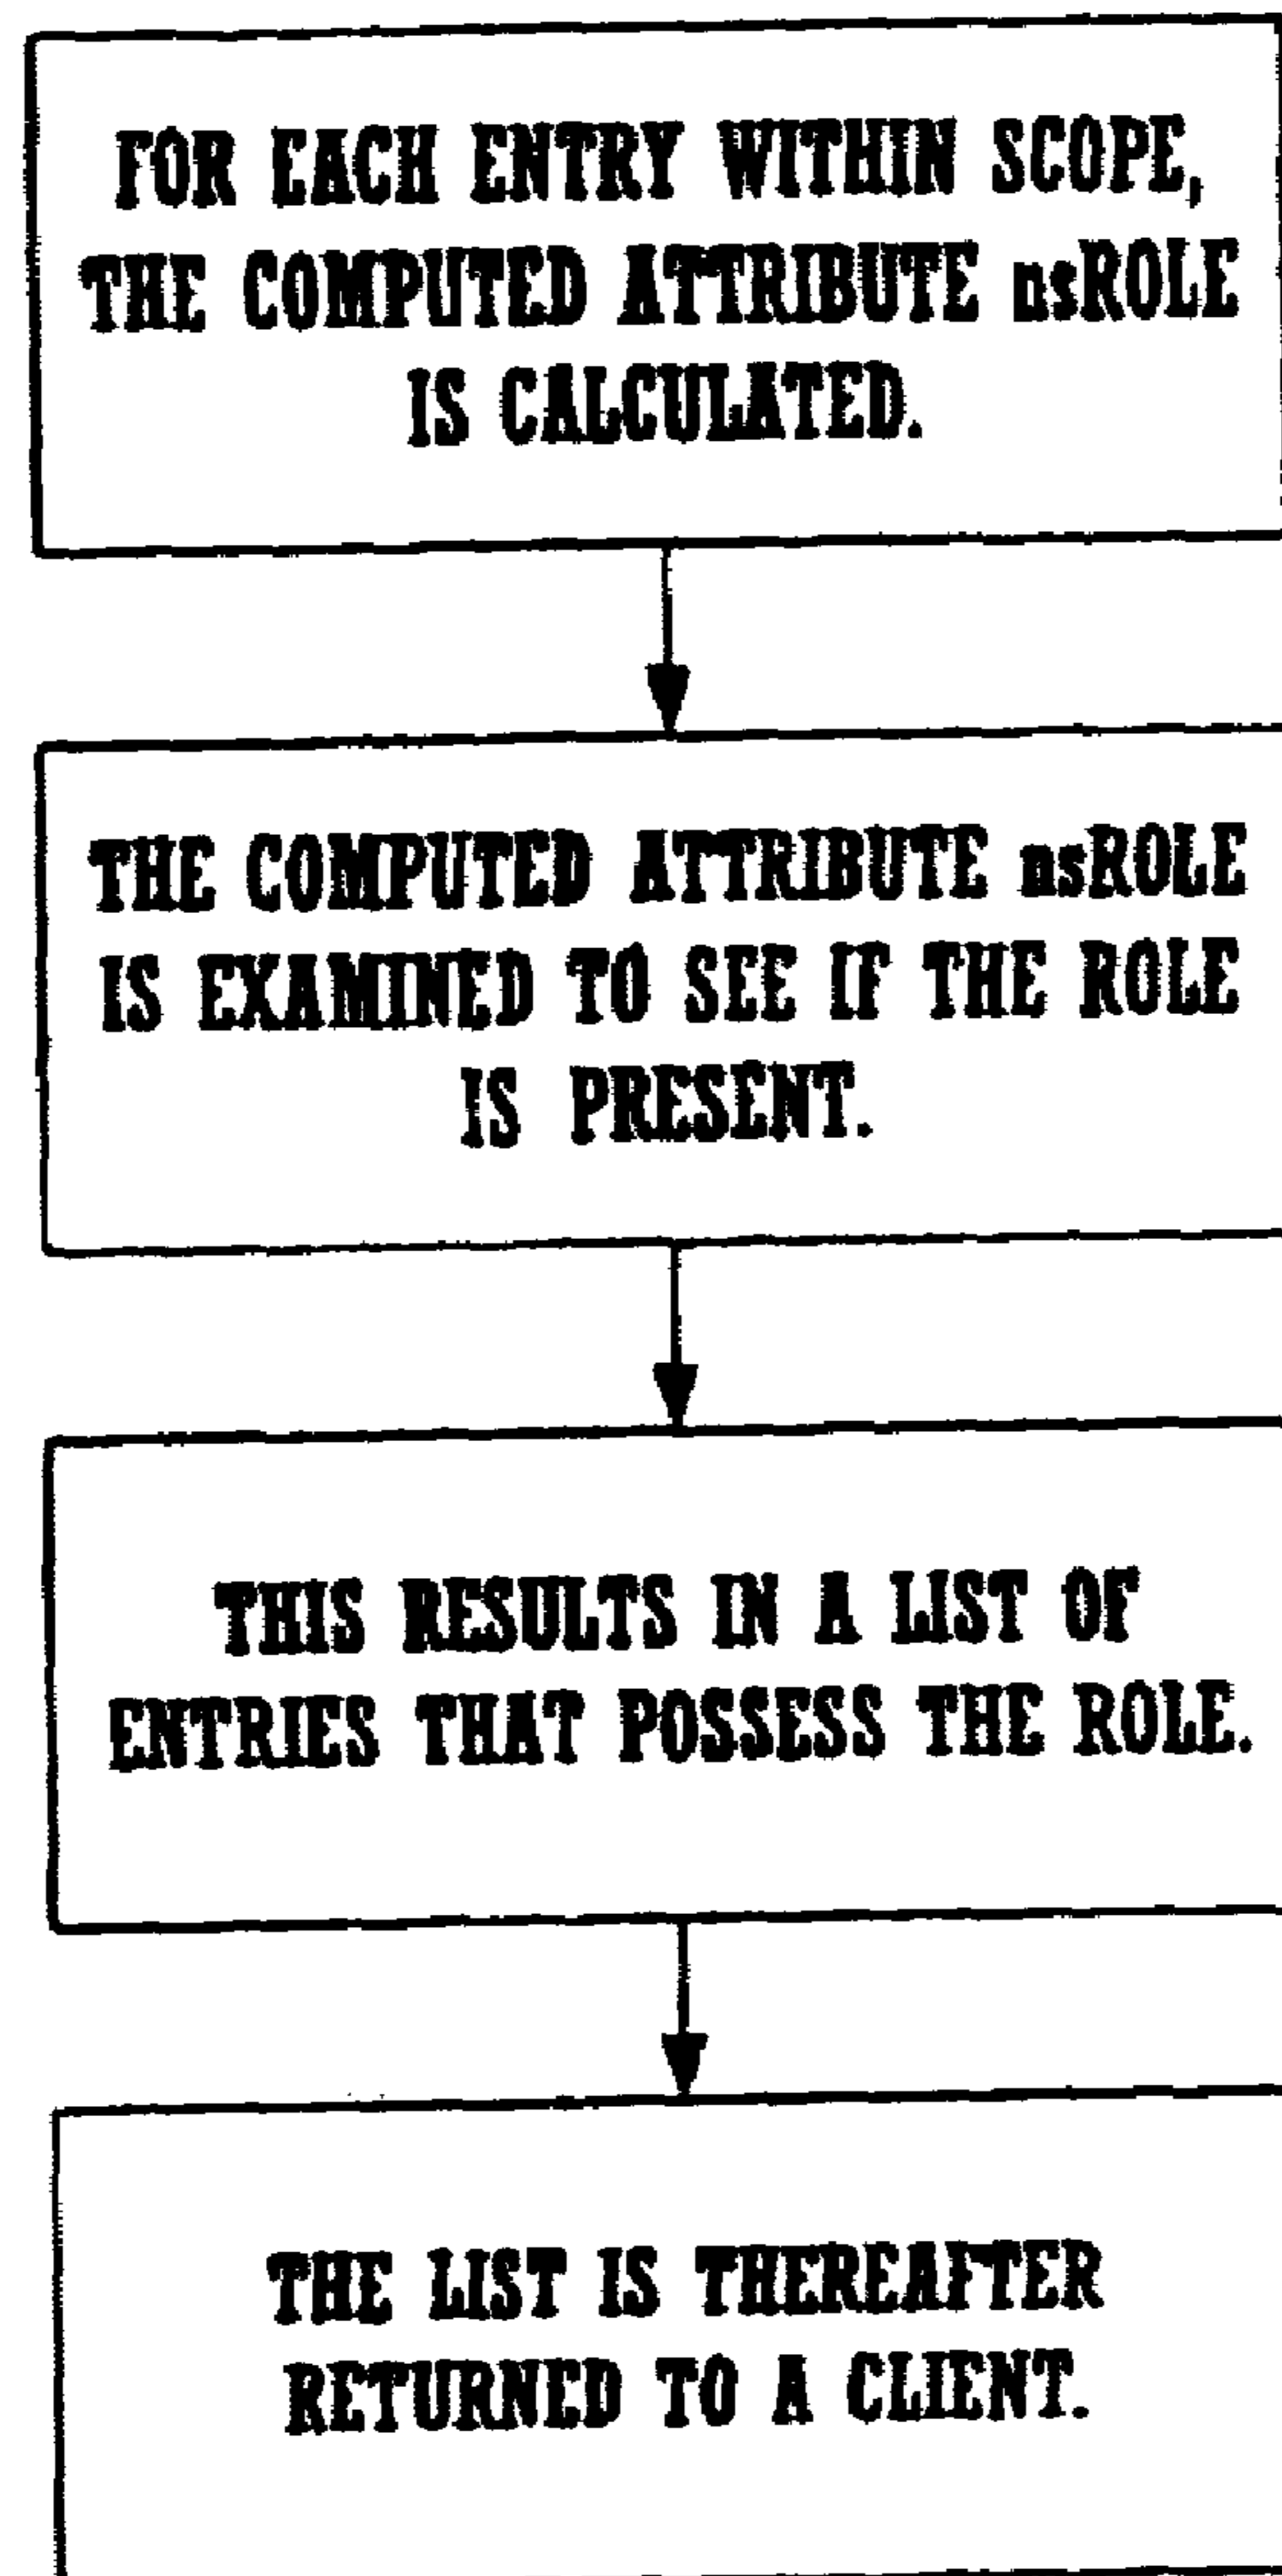 FOR EACH ENTRY WITHIN SCOPE,
THE COMPUTED ATTRIBUTE nsROLE
IS CALCULATED.
THE COMPUTED ATTRIBUTE nsROLE
IS EXAMINED TO SEE IF THE ROLE
IS PRESENT.
THIS RESULTS IN A LIST OF
ENTRIES THAT POSSESS THE ROLE.
THE LIST IS THEREAFTER
RETURNED TO A CLIENT.